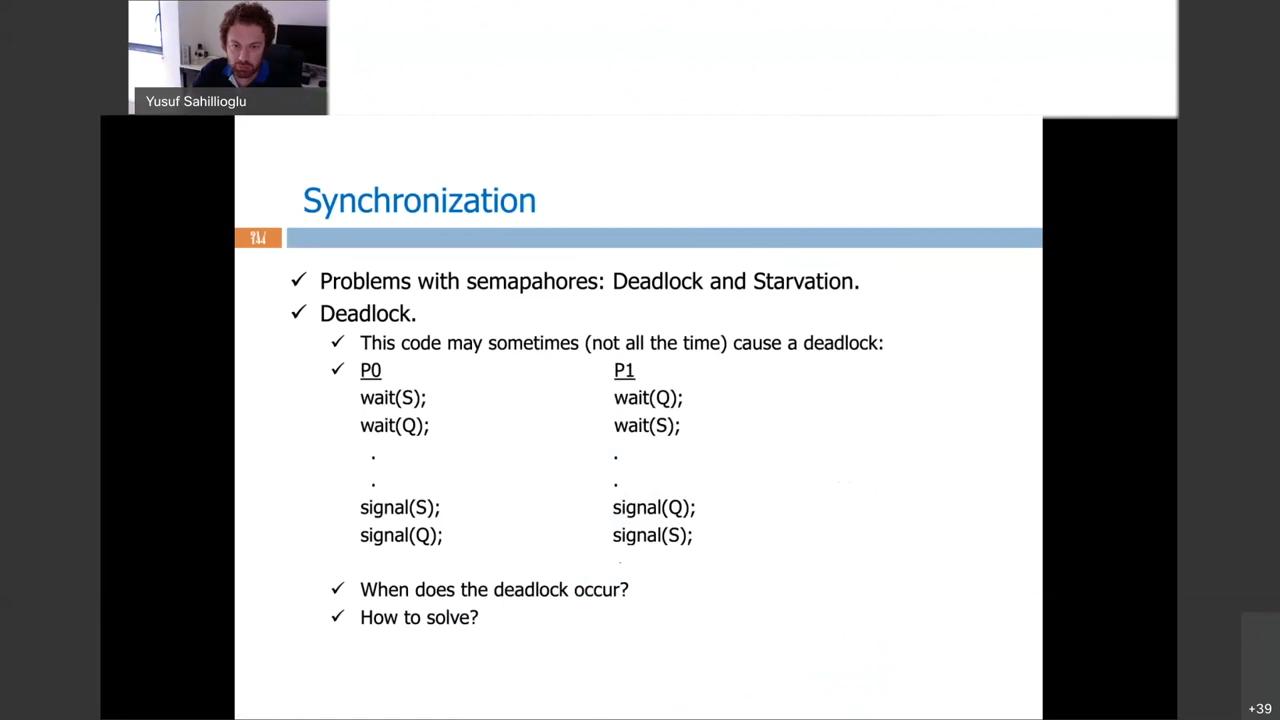 Yusuf Sahillioglu
Synchronization
✓ Problems with semapahores: Deadlock and Starvation.
✓ Deadlock.
✓ This code may sometimes (not all the time) cause a deadlock:
✓ P0 P1
wait(S); wait(Q);
wait(Q); wait(S);
. .
. .
signal(S); signal(Q);
signal(Q); signal(S);
✓ When does the deadlock occur?
✓ How to solve?
+39